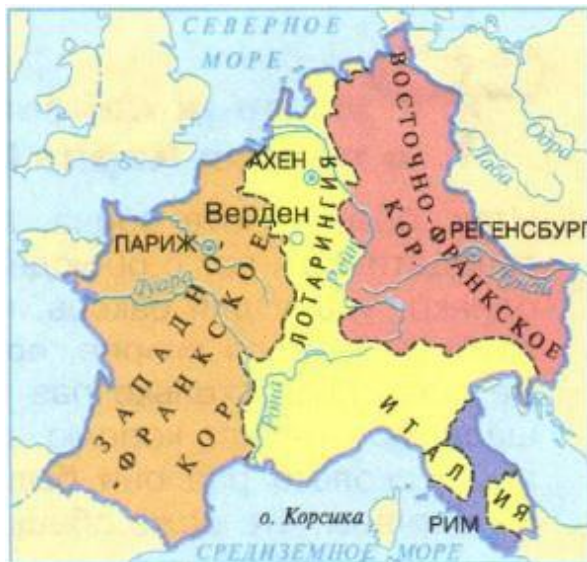 СЕВЕРНОЕ
МОРЕ
ВОСТОЧНО-ФРАНКСКОЕ
КОР.
Одра
Лаба
АХЕН
ЛОТАРИНГИЯ
Верден
РЕГЕНСБУРГ
ПАРИЖ
Рейн
Дунай
Луара
ЗАПАДНО-
-ФРАНКСКОЕ
КОР.
Рона
ИТАЛИЯ
о. Корсика
РИМ
СРЕДИЗЕМНОЕ МОРЕ